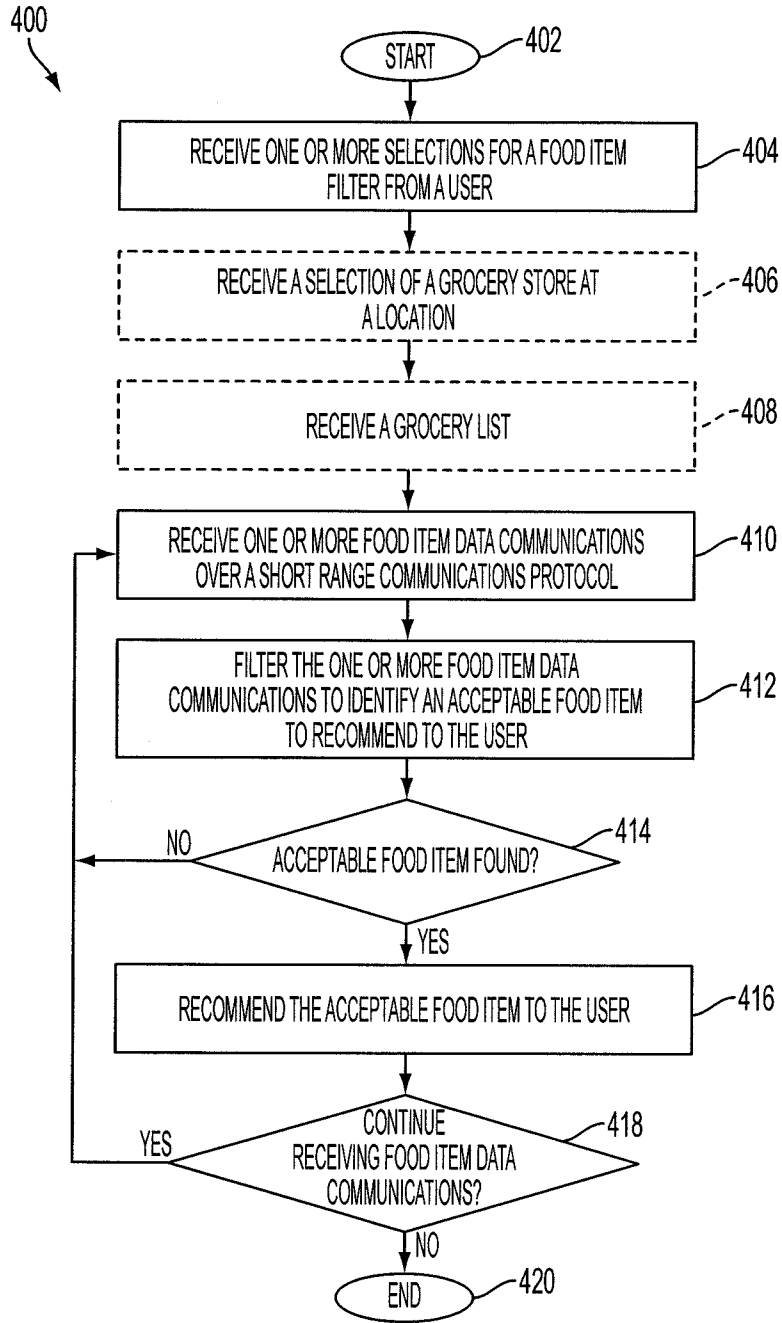 400
START
402
RECEIVE ONE OR MORE SELECTIONS FOR A FOOD ITEM
FILTER FROM A USER
404
RECEIVE A SELECTION OF A GROCERY STORE AT
A LOCATION
406
RECEIVE A GROCERY LIST
408
RECEIVE ONE OR MORE FOOD ITEM DATA COMMUNICATIONS
OVER A SHORT RANGE COMMUNICATIONS PROTOCOL
410
FILTER THE ONE OR MORE FOOD ITEM DATA
COMMUNICATIONS TO IDENTIFY AN ACCEPTABLE FOOD ITEM
TO RECOMMEND TO THE USER
412
NO
ACCEPTABLE FOOD ITEM FOUND?
414
YES
RECOMMEND THE ACCEPTABLE FOOD ITEM TO THE USER
416
YES
CONTINUE
RECEIVING FOOD ITEM DATA
COMMUNICATIONS?
418
NO
END
420